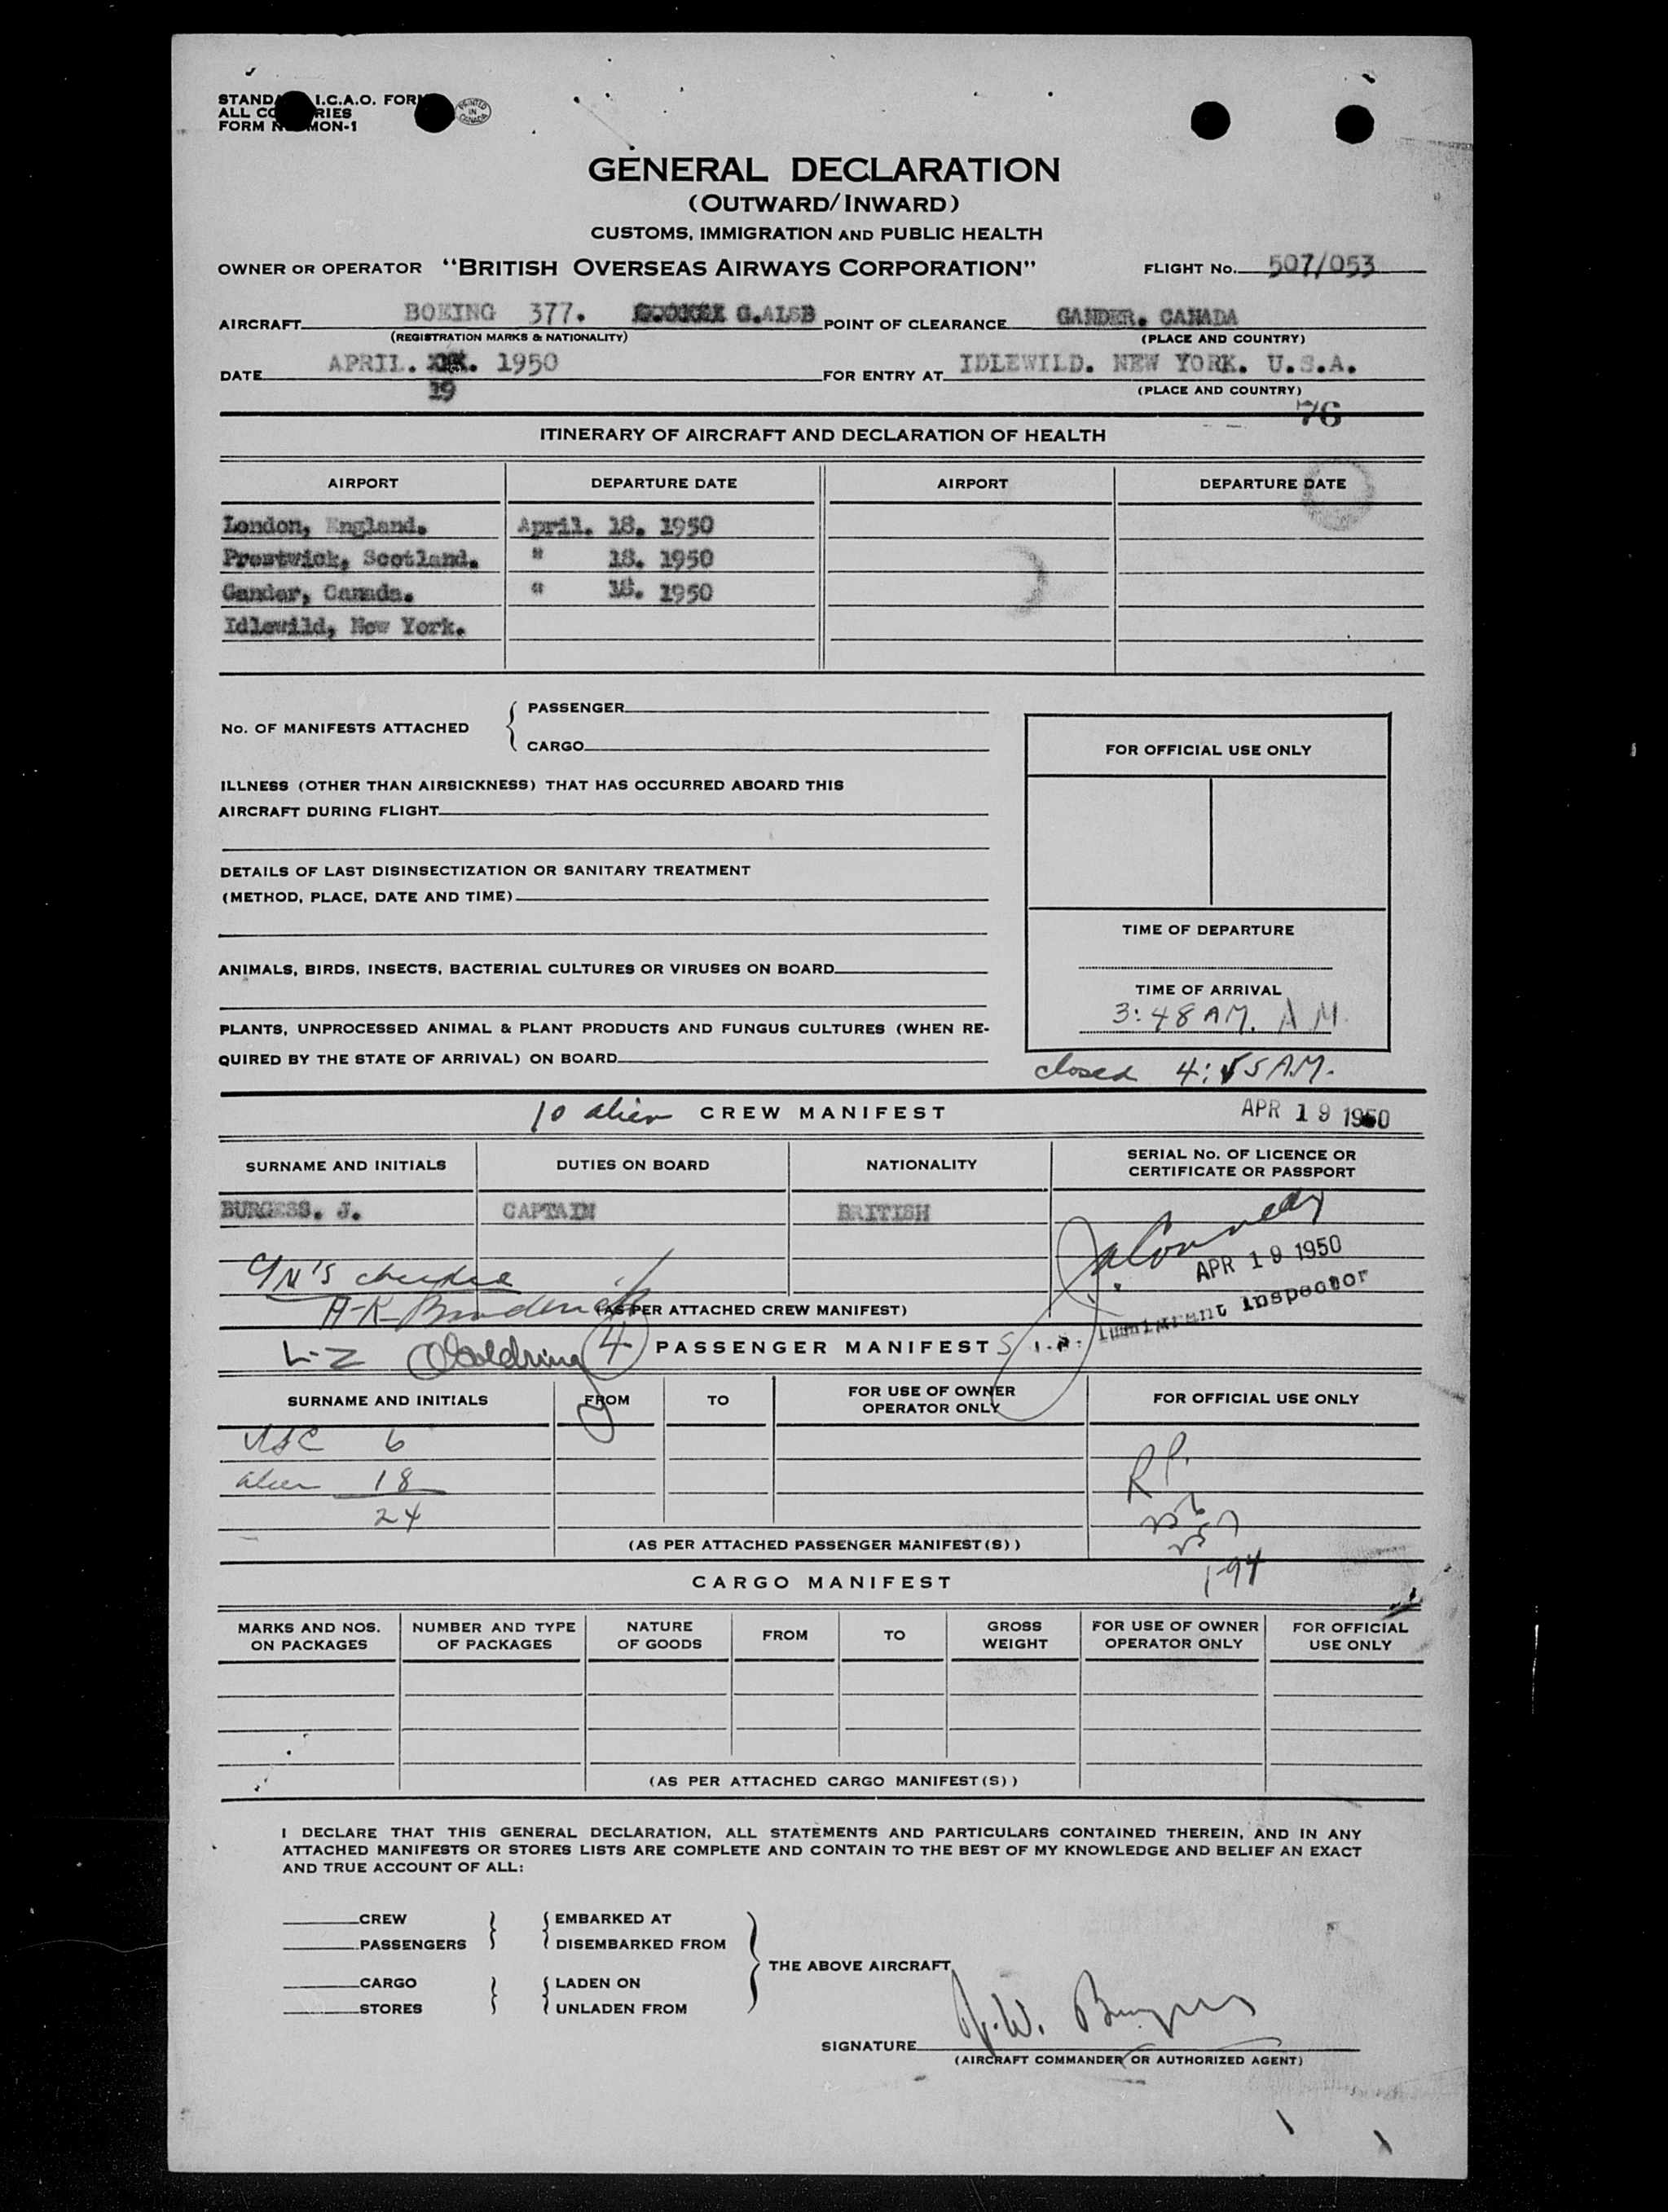 STANDA I.C.A.O. FORM
ALL CO RIES
FORM N MON-1
PRINTED IN CANADA
GENERAL DECLARATION
(OUTWARD/INWARD)
CUSTOMS, IMMIGRATION AND PUBLIC HEALTH
OWNER OR OPERATOR "BRITISH OVERSEAS AIRWAYS CORPORATION" FLIGHT No. 507/053
AIRCRAFT BOEING 377. G.ALSB POINT OF CLEARANCE GANDER. CANADA
(REGISTRATION MARKS & NATIONALITY) (PLACE AND COUNTRY)
DATE APRIL. 1950 FOR ENTRY AT IDLEWILD. NEW YORK. U.S.A.
19 (PLACE AND COUNTRY)
76
ITINERARY OF AIRCRAFT AND DECLARATION OF HEALTH
AIRPORT DEPARTURE DATE AIRPORT DEPARTURE DATE
London, England. April. 18. 1950
Prestwick, Scotland. " 18. 1950
Gander, Canada. " 18. 1950
Idlewild, New York.
No. OF MANIFESTS ATTACHED { PASSENGER
CARGO
FOR OFFICIAL USE ONLY
ILLNESS (OTHER THAN AIRSICKNESS) THAT HAS OCCURRED ABOARD THIS
AIRCRAFT DURING FLIGHT
DETAILS OF LAST DISINSECTIZATION OR SANITARY TREATMENT
(METHOD, PLACE, DATE AND TIME)
TIME OF DEPARTURE
ANIMALS, BIRDS, INSECTS, BACTERIAL CULTURES OR VIRUSES ON BOARD
TIME OF ARRIVAL
3:48 AM. AM
PLANTS, UNPROCESSED ANIMAL & PLANT PRODUCTS AND FUNGUS CULTURES (WHEN RE-
QUIRED BY THE STATE OF ARRIVAL) ON BOARD
closed 4: 5 A.M.
10 alien CREW MANIFEST APR 19 1950
SURNAME AND INITIALS DUTIES ON BOARD NATIONALITY SERIAL No. OF LICENCE OR
CERTIFICATE OR PASSPORT
BURGESS. J. CAPTAIN BRITISH
APR 19 1950
Immigrant Inspector
(AS PER ATTACHED CREW MANIFEST)
4 PASSENGER MANIFEST S
SURNAME AND INITIALS FROM TO FOR USE OF OWNER
OPERATOR ONLY FOR OFFICIAL USE ONLY
USC 6
alien 18
24
(AS PER ATTACHED PASSENGER MANIFEST(S))
CARGO MANIFEST 1-94
MARKS AND NOS.
ON PACKAGES NUMBER AND TYPE
OF PACKAGES NATURE
OF GOODS FROM TO GROSS
WEIGHT FOR USE OF OWNER
OPERATOR ONLY FOR OFFICIAL
USE ONLY
(AS PER ATTACHED CARGO MANIFEST(S))
I DECLARE THAT THIS GENERAL DECLARATION, ALL STATEMENTS AND PARTICULARS CONTAINED THEREIN, AND IN ANY
ATTACHED MANIFESTS OR STORES LISTS ARE COMPLETE AND CONTAIN TO THE BEST OF MY KNOWLEDGE AND BELIEF AN EXACT
AND TRUE ACCOUNT OF ALL:
CREW } { EMBARKED AT
PASSENGERS DISEMBARKED FROM
} THE ABOVE AIRCRAFT
CARGO } { LADEN ON
STORES UNLADEN FROM
SIGNATURE J.W. Burgess
(AIRCRAFT COMMANDER OR AUTHORIZED AGENT)